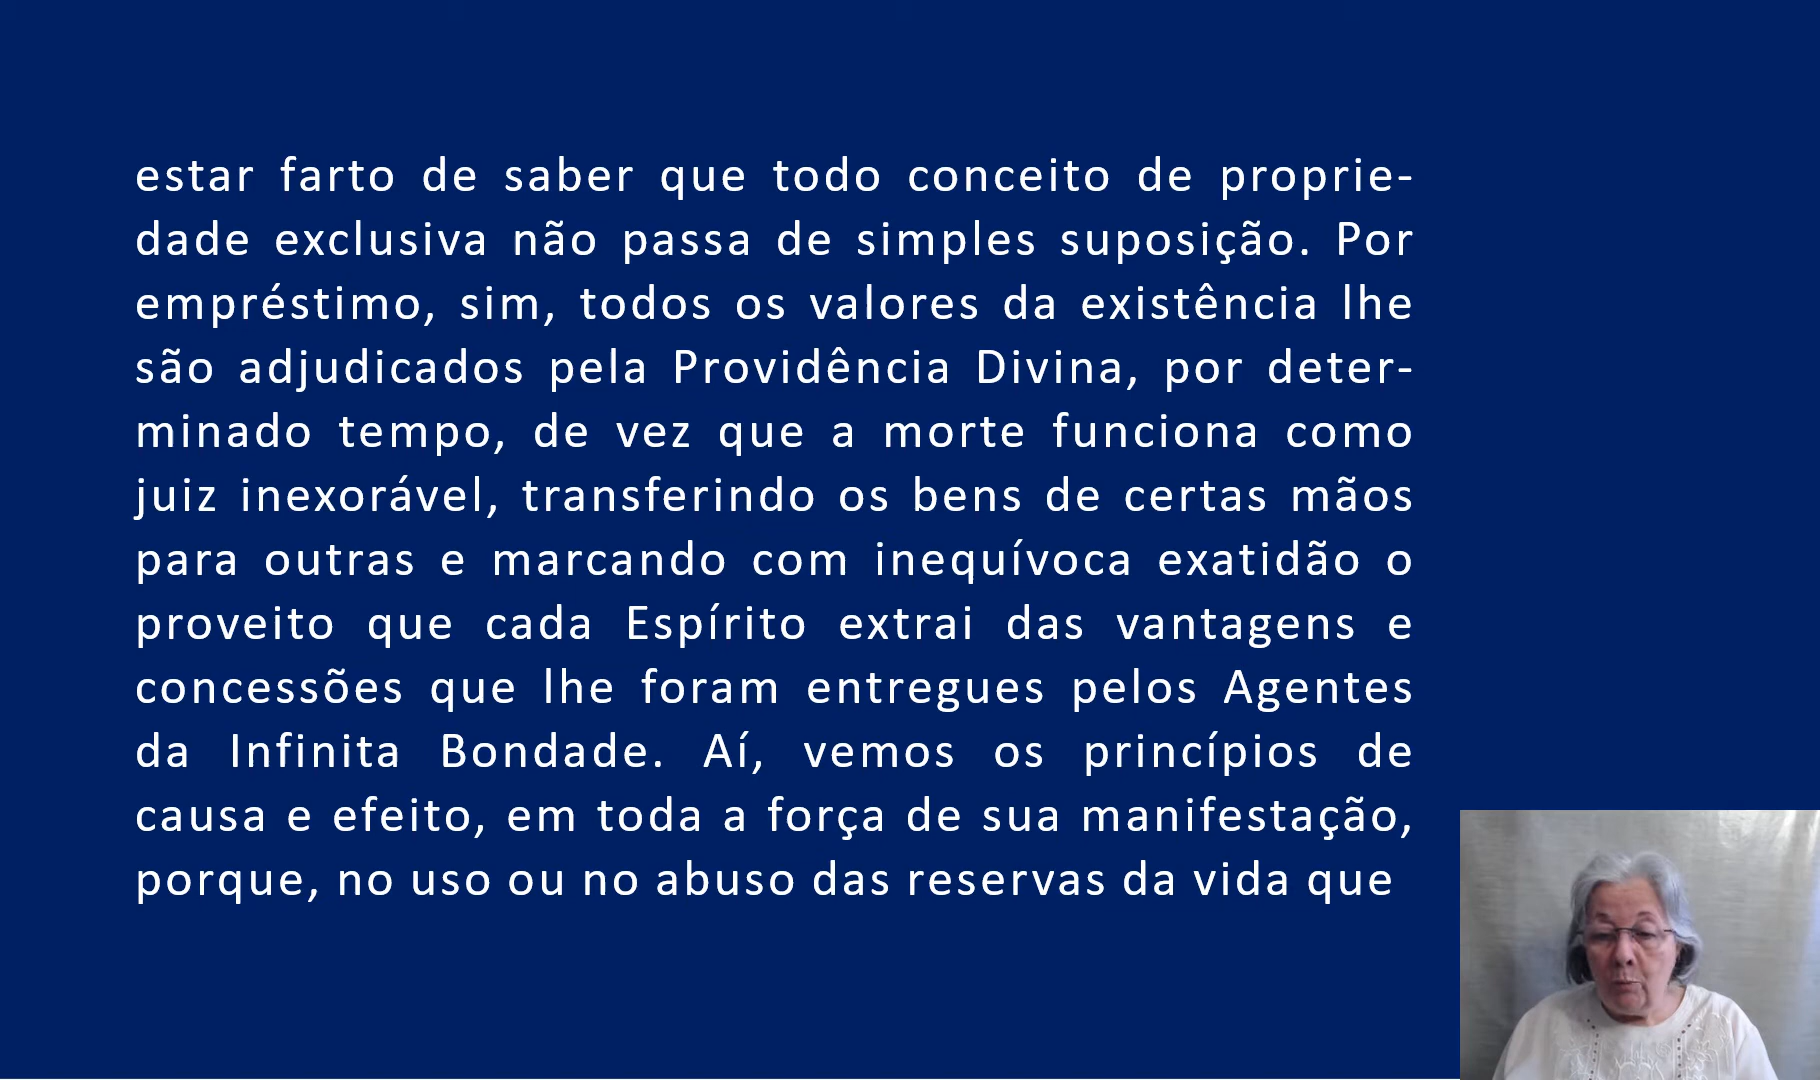 estar farto de saber que todo conceito de proprie-
dade exclusiva não passa de simples suposição. Por
empréstimo, sim, todos os valores da existência lhe
são adjudicados pela Providência Divina, por deter-
minado tempo, de vez que a morte funciona como
juiz inexorável, transferindo os bens de certas mãos
para outras e marcando com inequívoca exatidão o
proveito que cada Espírito extrai das vantagens e
concessões que lhe foram entregues pelos Agentes
da Infinita Bondade. Aí, vemos os princípios de
causa e efeito, em toda a força de sua manifestação,
porque, no uso ou no abuso das reservas da vida que